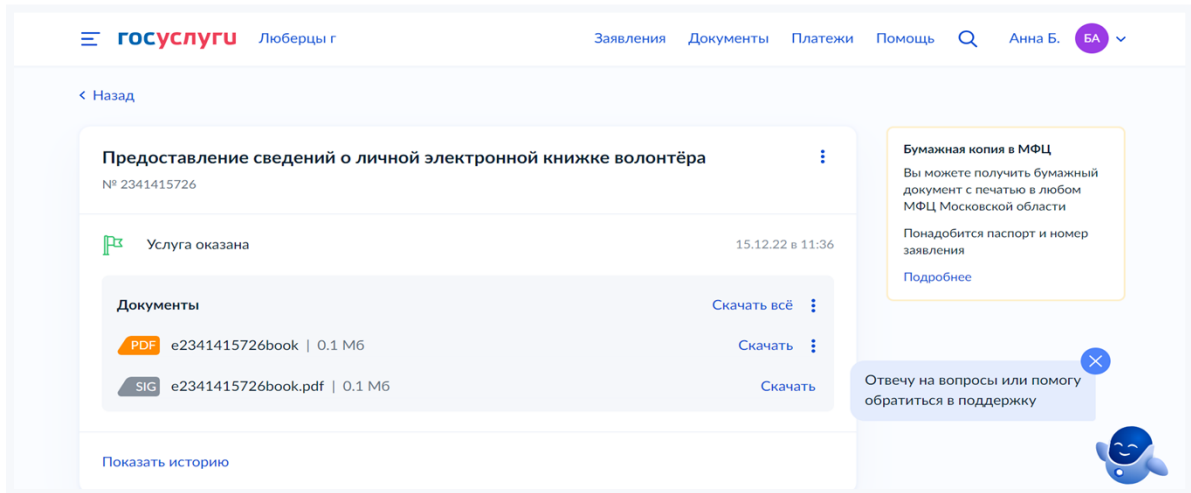 госуслуги Люберцы г Заявления Документы Платежи Помощь Анна Б. БА
Назад
Предоставление сведений о личной электронной книжке волонтёра
№ 2341415726
Услуга оказана 15.12.22 в 11:36
Документы Скачать всё
PDF e2341415726book | 0.1 Мб Скачать
SIG e2341415726book.pdf | 0.1 Мб Скачать
Показать историю
Бумажная копия в МФЦ
Вы можете получить бумажный
документ с печатью в любом
МФЦ Московской области
Понадобится паспорт и номер
заявления
Подробнее
Отвечу на вопросы или помогу
обратиться в поддержку